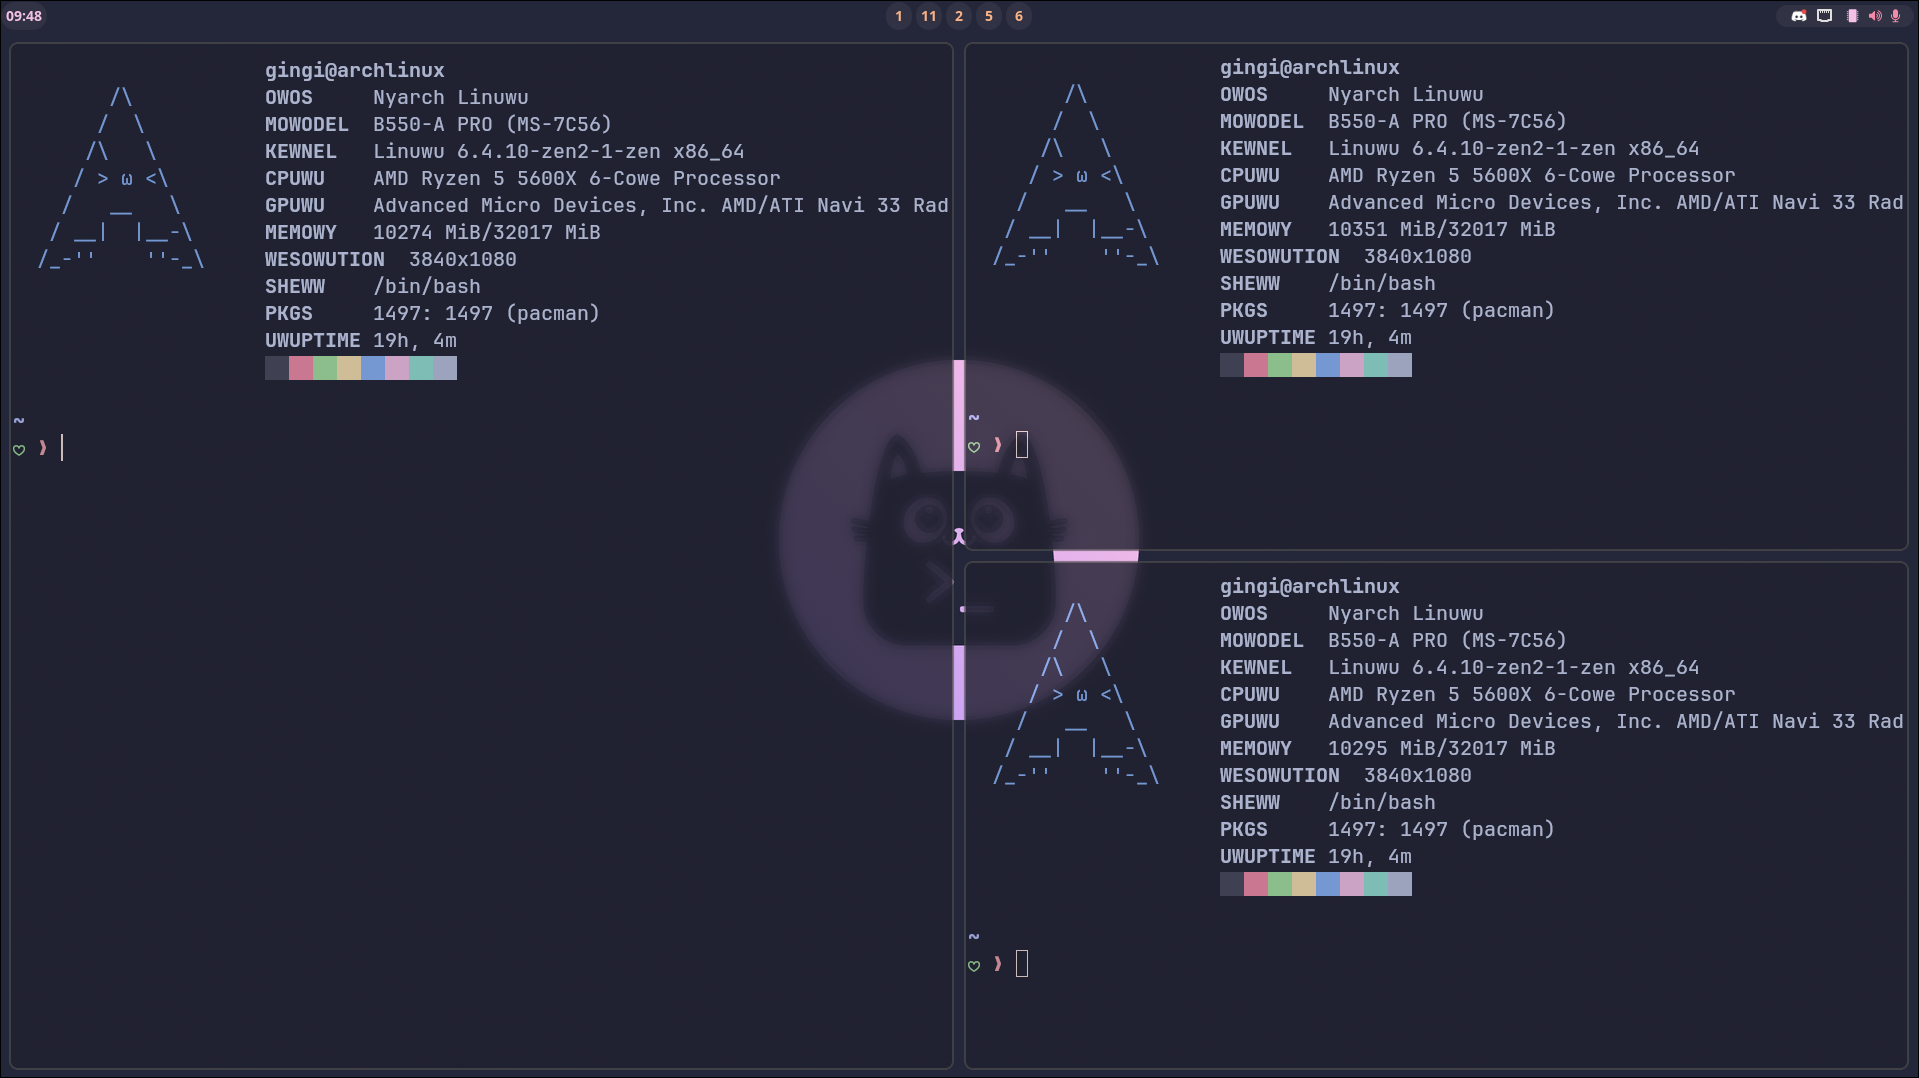 09:48
1 11 2 5 6
gingi@archlinux
OWOS Nyarch Linuwu
MOWODEL B550-A PRO (MS-7C56)
KEWNEL Linuwu 6.4.10-zen2-1-zen x86_64
CPUWU AMD Ryzen 5 5600X 6-Cowe Processor
GPUWU Advanced Micro Devices, Inc. AMD/ATI Navi 33 Rad
MEMOWY 10274 MiB/32017 MiB
WESOWUTION 3840x1080
SHEWW /bin/bash
PKGS 1497: 1497 (pacman)
UWUPTIME 19h, 4m
/\
/  \
/\   \
/ > ω <\
/   __   \
/ __|  |__-\
/_-''    ''-_\
~
♡ ❱
gingi@archlinux
OWOS Nyarch Linuwu
MOWODEL B550-A PRO (MS-7C56)
KEWNEL Linuwu 6.4.10-zen2-1-zen x86_64
CPUWU AMD Ryzen 5 5600X 6-Cowe Processor
GPUWU Advanced Micro Devices, Inc. AMD/ATI Navi 33 Rad
MEMOWY 10351 MiB/32017 MiB
WESOWUTION 3840x1080
SHEWW /bin/bash
PKGS 1497: 1497 (pacman)
UWUPTIME 19h, 4m
/\
/  \
/\   \
/ > ω <\
/   __   \
/ __|  |__-\
/_-''    ''-_\
~
♡ ❱
>_
gingi@archlinux
OWOS Nyarch Linuwu
MOWODEL B550-A PRO (MS-7C56)
KEWNEL Linuwu 6.4.10-zen2-1-zen x86_64
CPUWU AMD Ryzen 5 5600X 6-Cowe Processor
GPUWU Advanced Micro Devices, Inc. AMD/ATI Navi 33 Rad
MEMOWY 10295 MiB/32017 MiB
WESOWUTION 3840x1080
SHEWW /bin/bash
PKGS 1497: 1497 (pacman)
UWUPTIME 19h, 4m
/\
/  \
/\   \
/ > ω <\
/   __   \
/ __|  |__-\
/_-''    ''-_\
~
♡ ❱